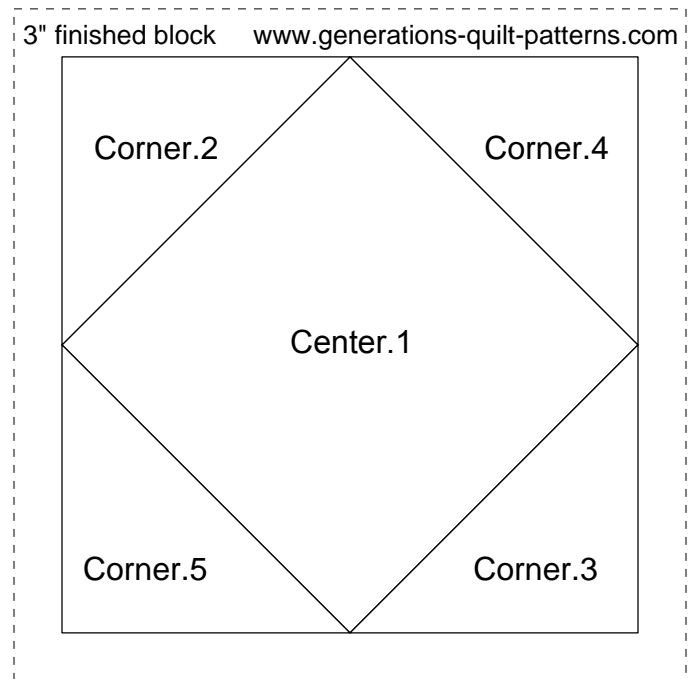 3" finished block www.generations-quilt-patterns.com
Corner.2 Corner.4
Center.1
Corner.5 Corner.3